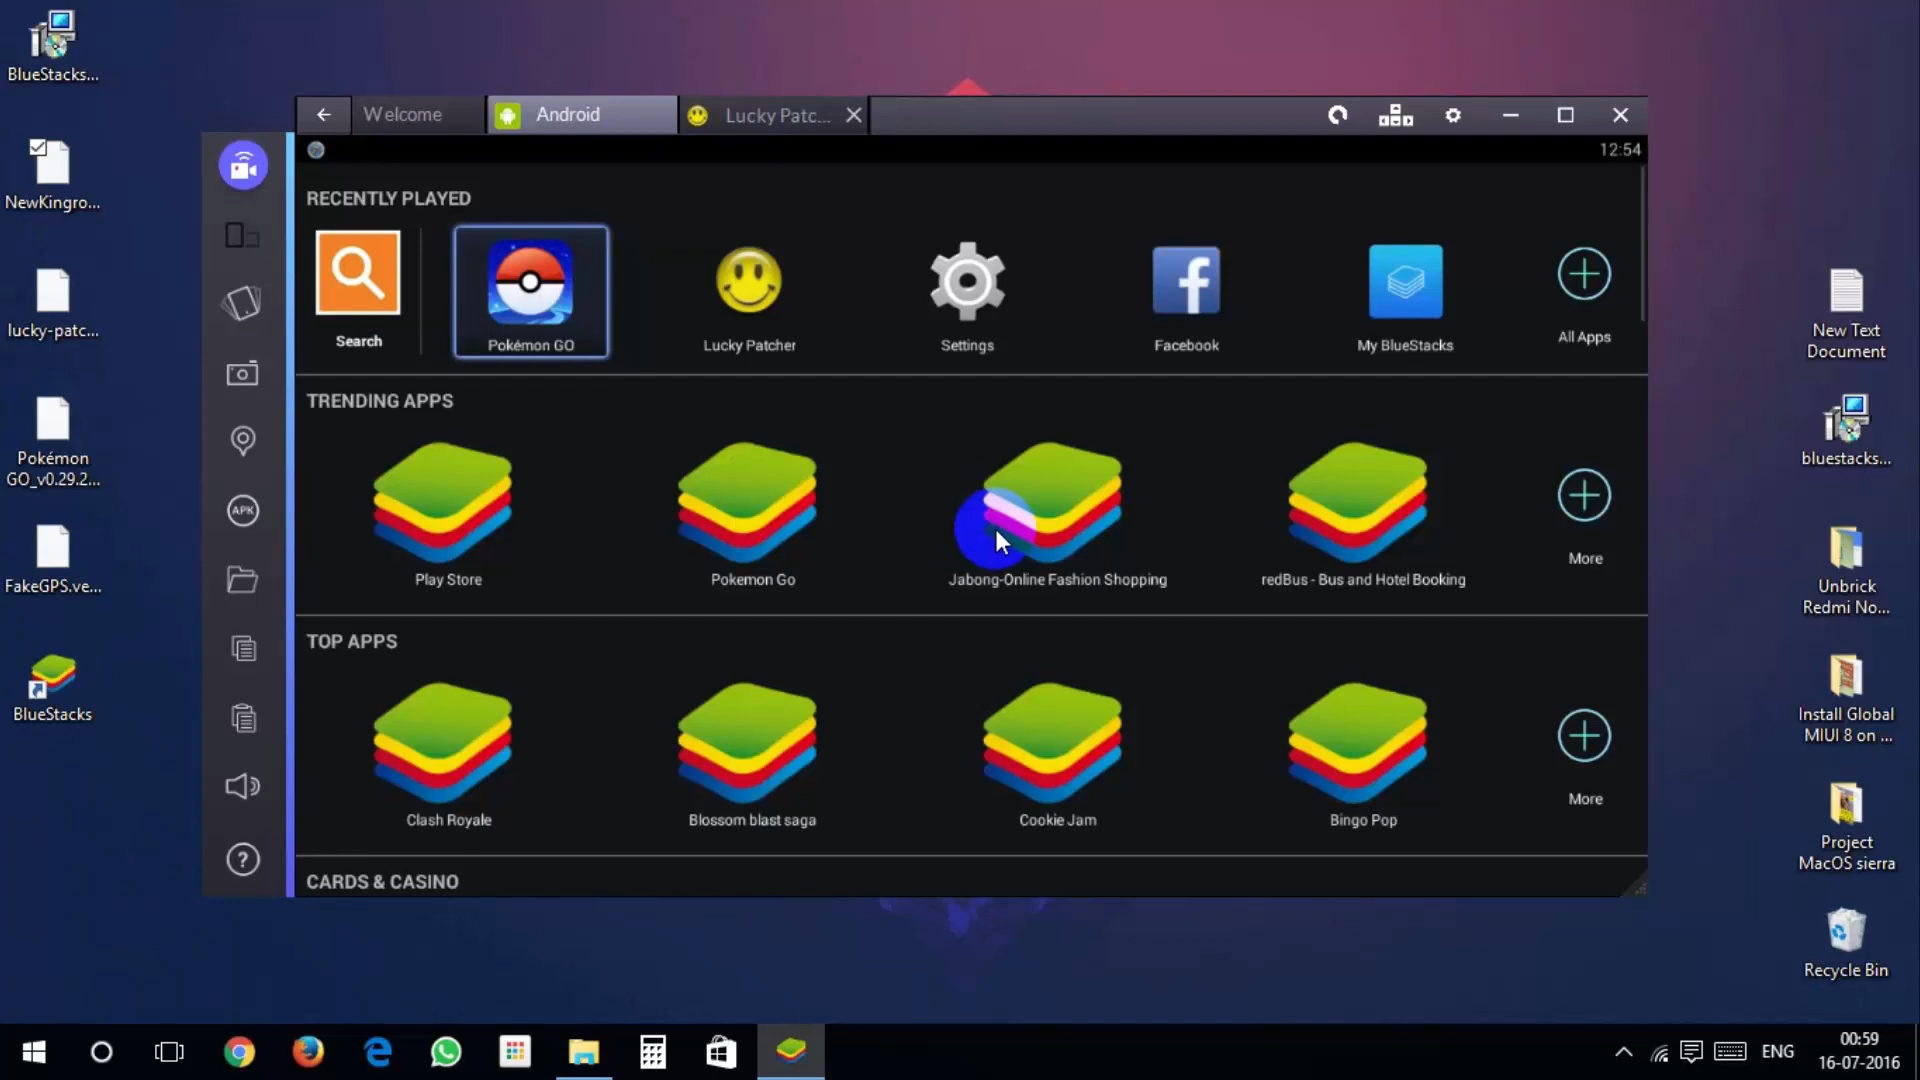 BlueStacks...
NewKingro...
lucky-patc...
Pokémon
GO_v0.29.2...
FakeGPS.ve...
BlueStacks
Welcome
Android
Lucky Patc...
12:54
RECENTLY PLAYED
Search
Pokémon GO
Lucky Patcher
Settings
Facebook
My BlueStacks
All Apps
TRENDING APPS
Play Store
Pokemon Go
Jabong-Online Fashion Shopping
redBus - Bus and Hotel Booking
More
TOP APPS
Clash Royale
Blossom blast saga
Cookie Jam
Bingo Pop
More
CARDS & CASINO
APK
New Text
Document
bluestacks...
Unbrick
Redmi No...
Install Global
MIUI 8 on ...
Project
MacOS sierra
Recycle Bin
ENG
00:59
16-07-2016